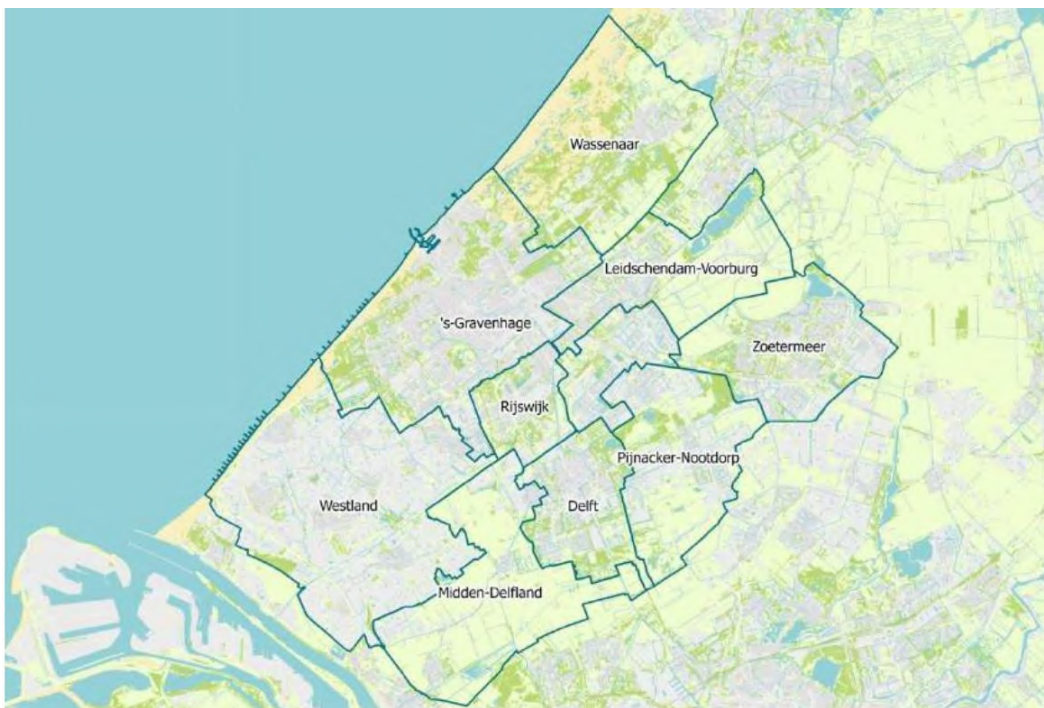 Wassenaar
Leidschendam-Voorburg
's-Gravenhage
Zoetermeer
Rijswijk
Pijnacker-Nootdorp
Westland
Delft
Midden-Delfland